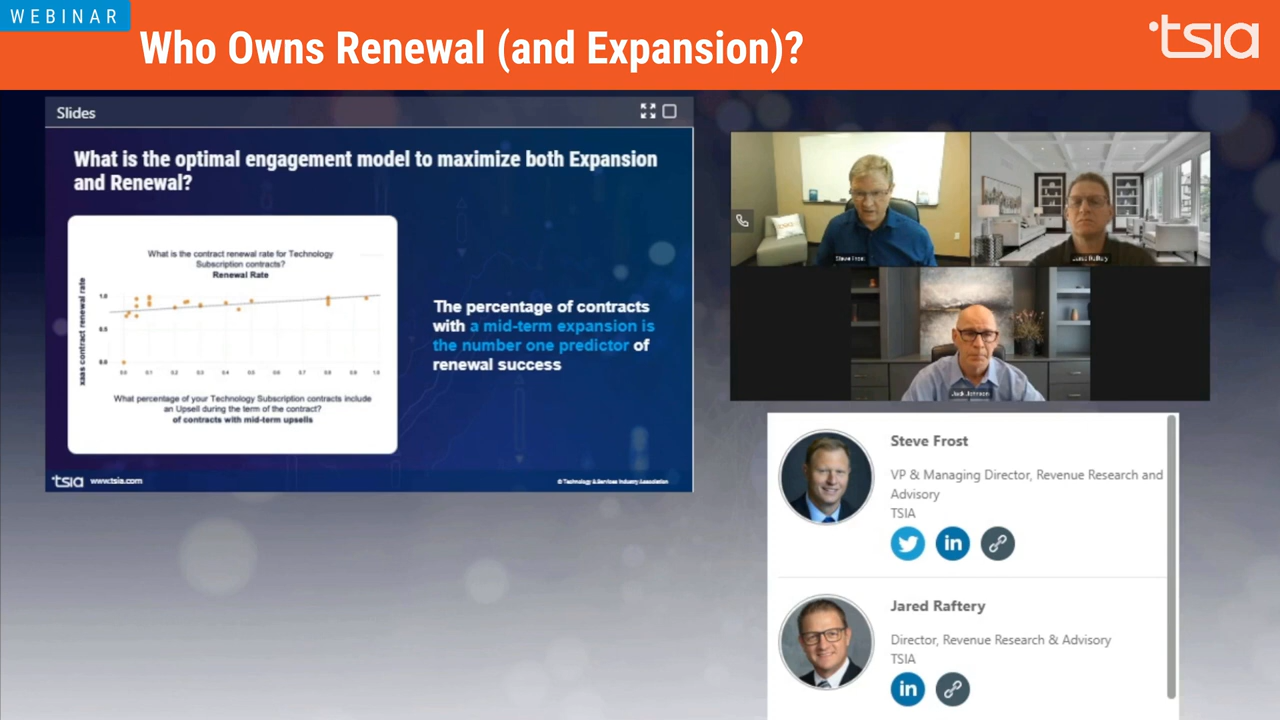 WEBINAR
Who Owns Renewal (and Expansion)?
tsia
Slides
What is the optimal engagement model to maximize both Expansion
and Renewal?
What is the contract renewal rate for Technology
Subscription contracts?
Renewal Rate
xaas contract renewal rate
1.0
0.5
0.0
0.0 0.1 0.2 0.3 0.4 0.5 0.6 0.7 0.8 0.9 1.0
What percentage of your Technology Subscription contracts include
an Upsell during the term of the contract?
of contracts with mid-term upsells
The percentage of contracts
with a mid-term expansion is
the number one predictor of
renewal success
tsia www.tsia.com
© Technology & Services Industry Association
Steve Frost
Jared Raftery
Jack Johnson
Steve Frost
VP & Managing Director, Revenue Research and
Advisory
TSIA
Jared Raftery
Director, Revenue Research & Advisory
TSIA